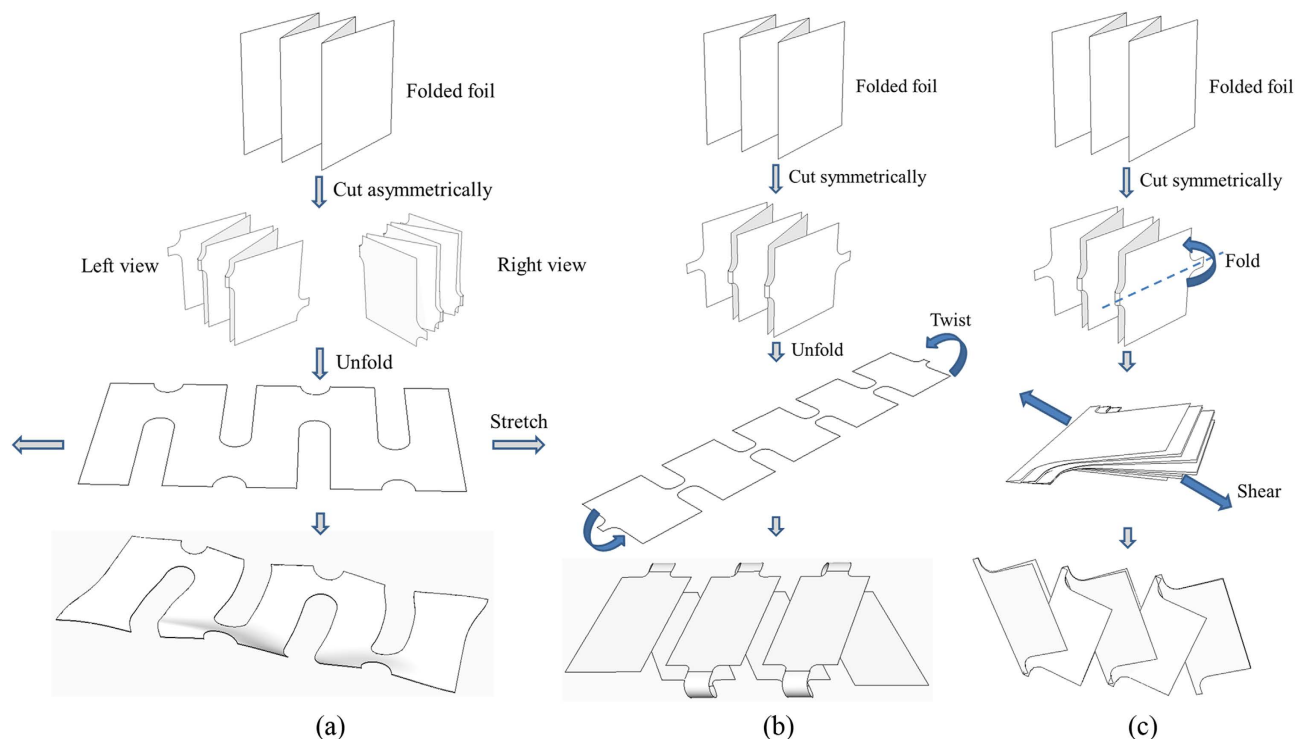 Folded foil
Cut asymmetrically
Left view
Right view
Unfold
Stretch
(a)
Folded foil
Cut symmetrically
Unfold
Twist
(b)
Folded foil
Cut symmetrically
Fold
Shear
(c)